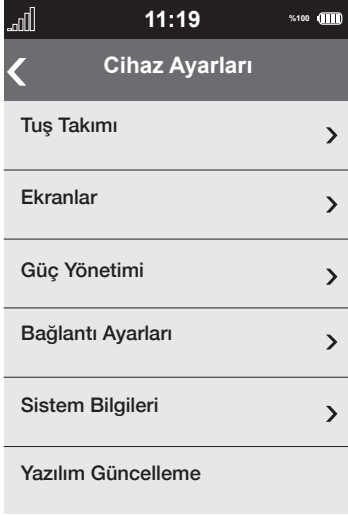 11:19 %100
Cihaz Ayarları
Tuş Takımı
Ekranlar
Güç Yönetimi
Bağlantı Ayarları
Sistem Bilgileri
Yazılım Güncelleme